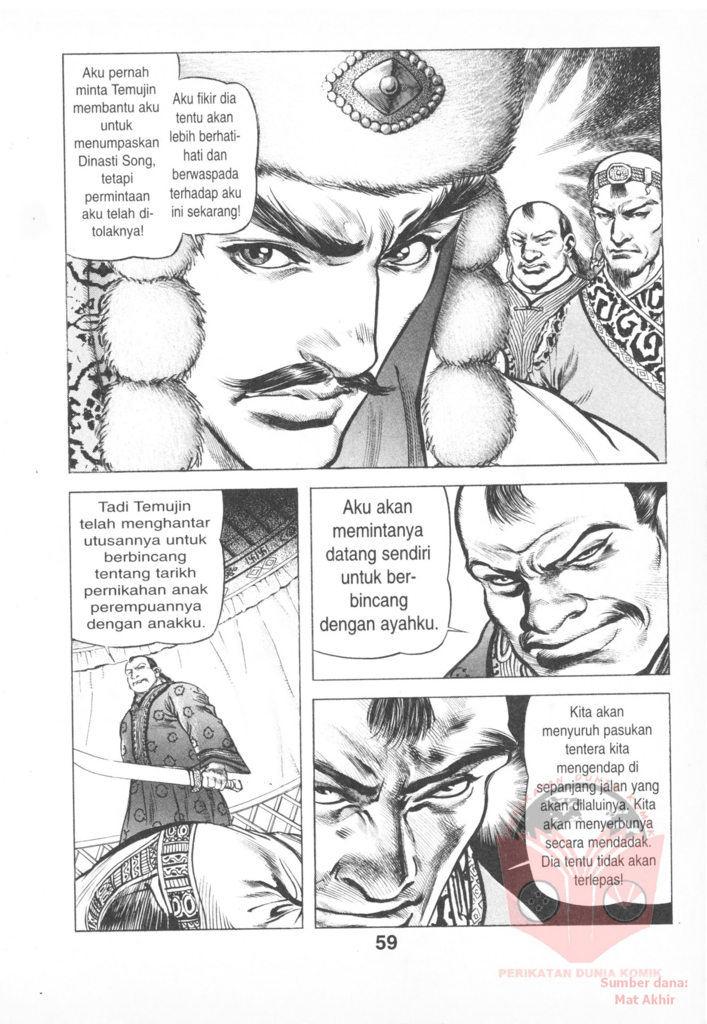 Aku pernah
minta Temujin
membantu aku
untuk
menumpaskan
Dinasti Song,
tetapi
permintaan
aku telah di-
tolaknya!
Aku fikir dia
tentu akan
lebih berhati-
hati dan
berwaspada
terhadap aku
ini sekarang!
Tadi Temujin
telah menghantar
utusannya untuk
berbincang
tentang tarikh
pernikahan anak
perempuannya
dengan anakku.
Aku akan
memintanya
datang sendiri
untuk ber-
bincang
dengan ayahku.
Kita akan
menyuruh pasukan
tentera kita
mengendap di
sepanjang jalan yang
akan dilaluinya. Kita
akan menyerbunya
secara mendadak.
Dia tentu tidak akan
terlepas!
59
PERIKATAN DUNIA KOMIK
Sumber dana:
Mat Akhir